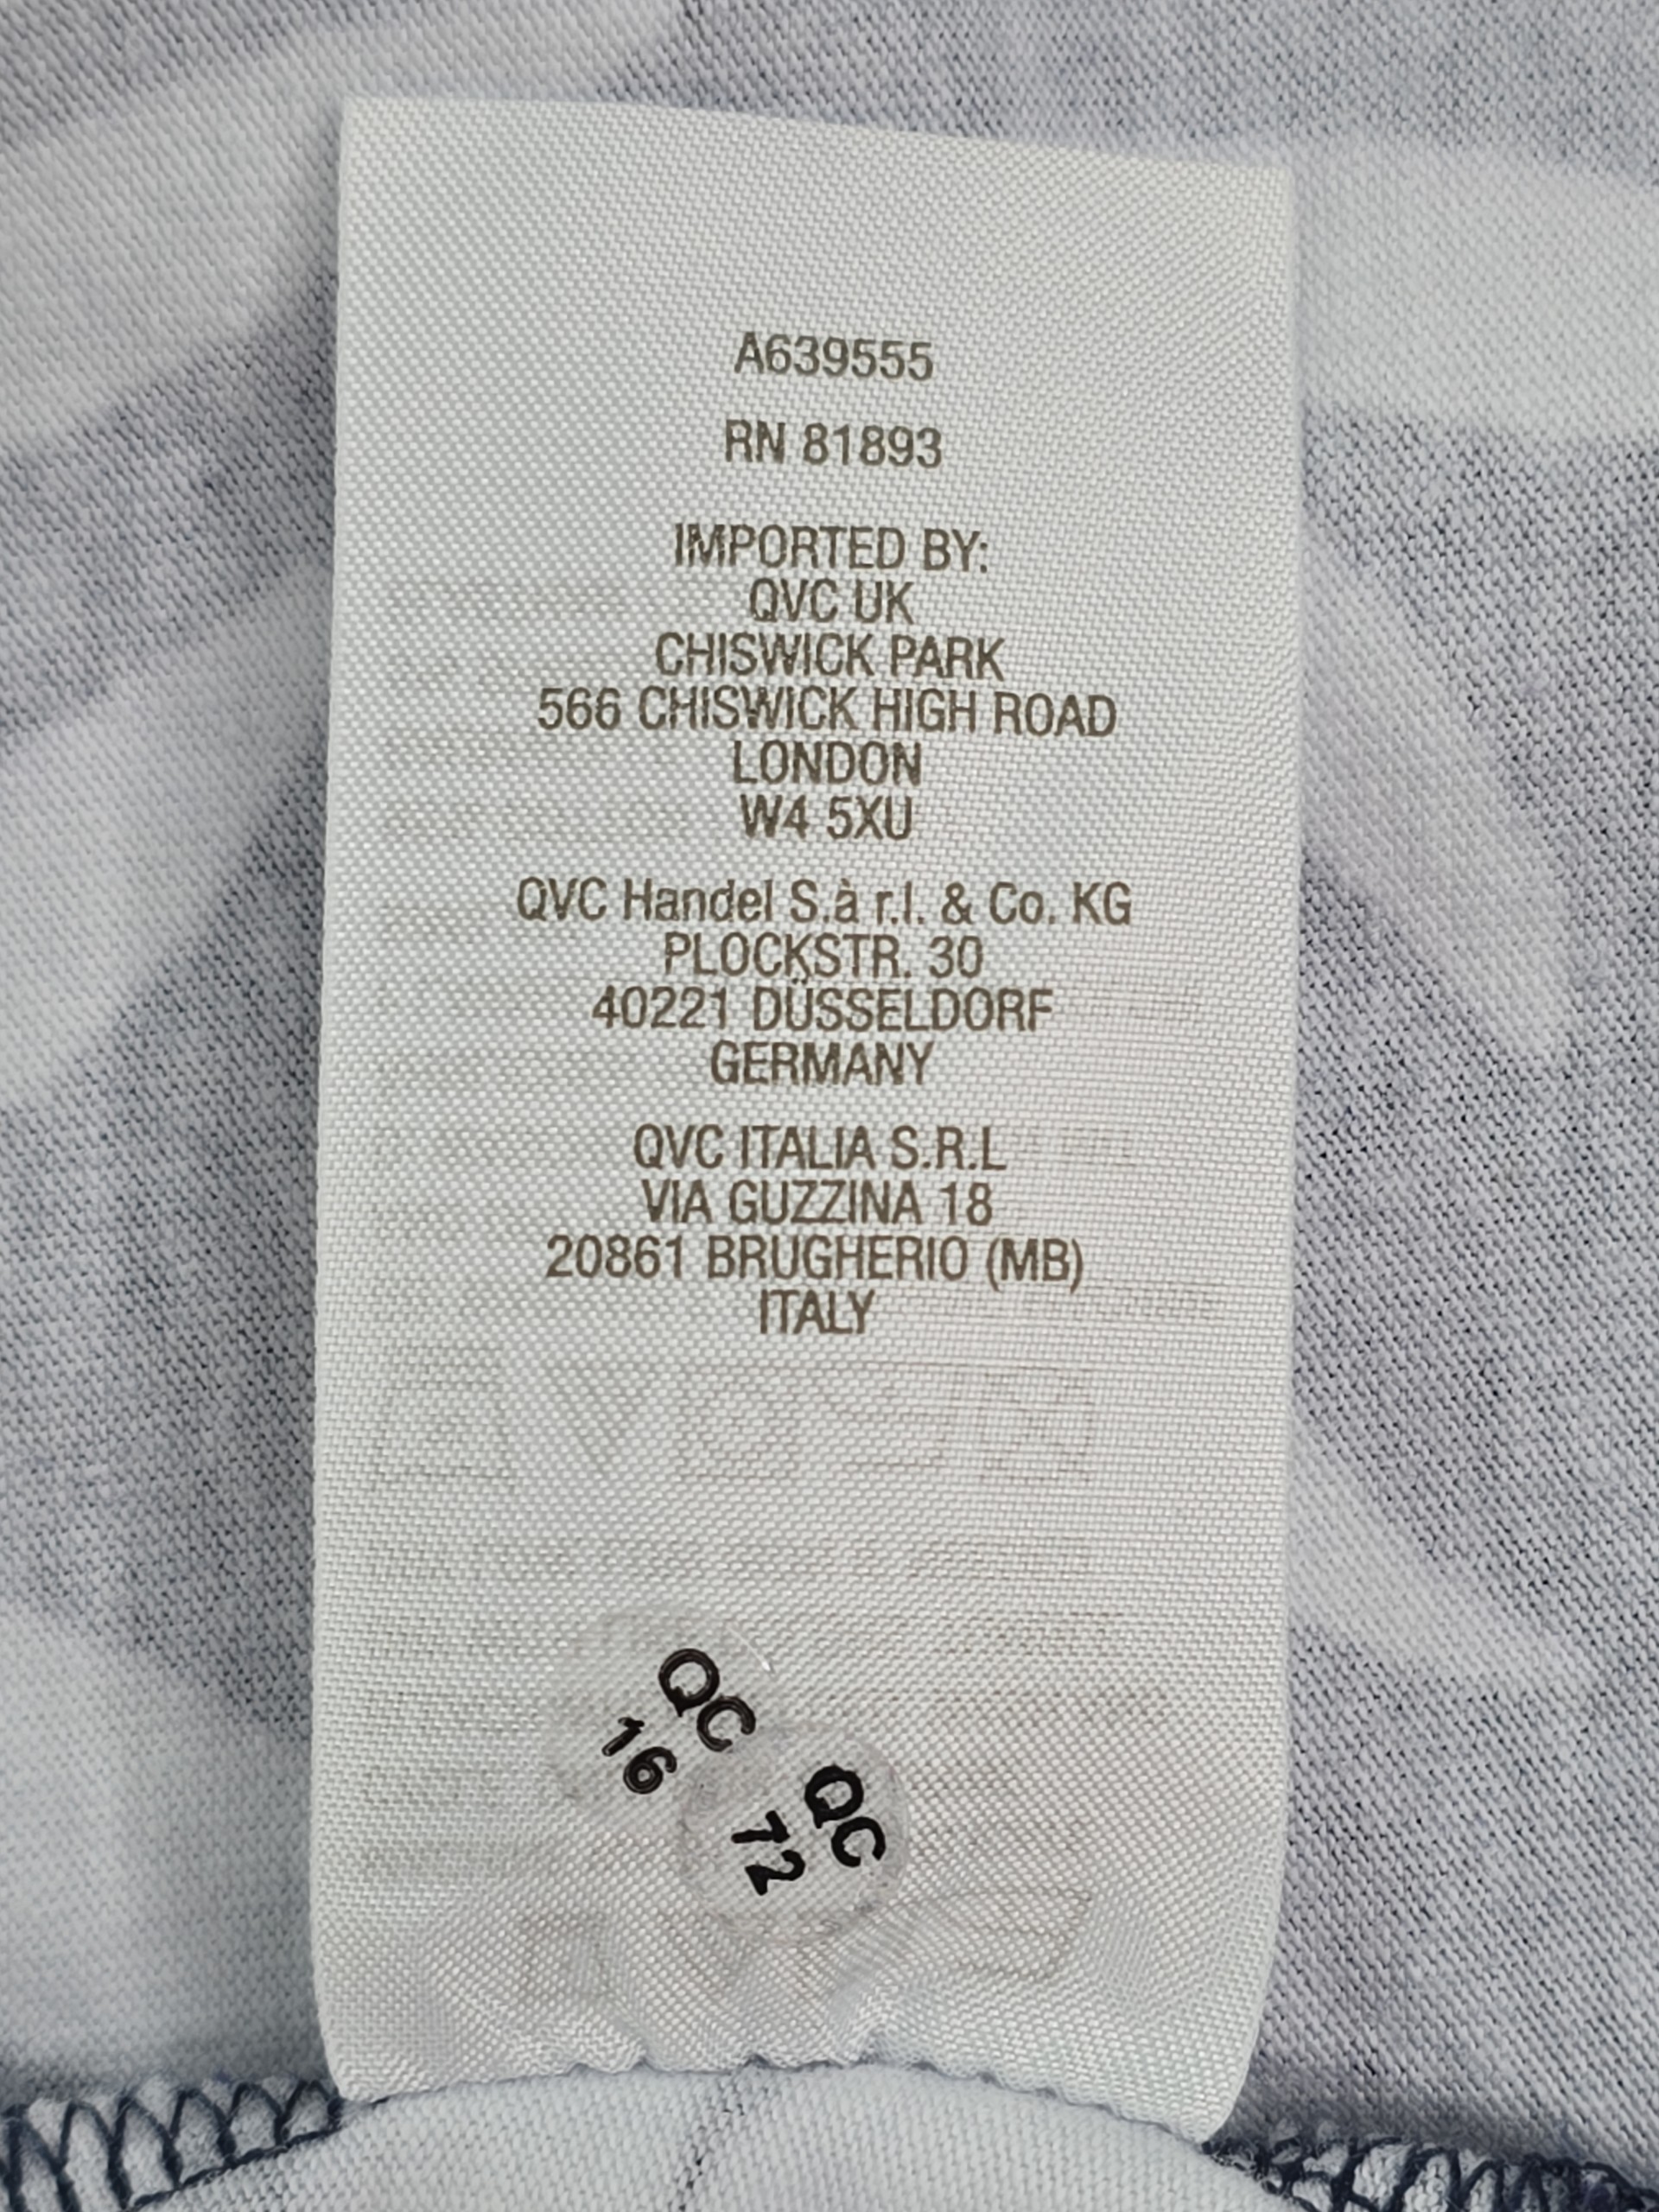 A639555
RN 81893
IMPORTED BY:
QVC UK
CHISWICK PARK
566 CHISWICK HIGH ROAD
LONDON
W4 5XU
QVC Handel S.à r.l. & Co. KG
PLOCKSTR. 30
40221 DÜSSELDORF
GERMANY
QVC ITALIA S.R.L
VIA GUZZINA 18
20861 BRUGHERIO (MB)
ITALY
QC
16
QC
72